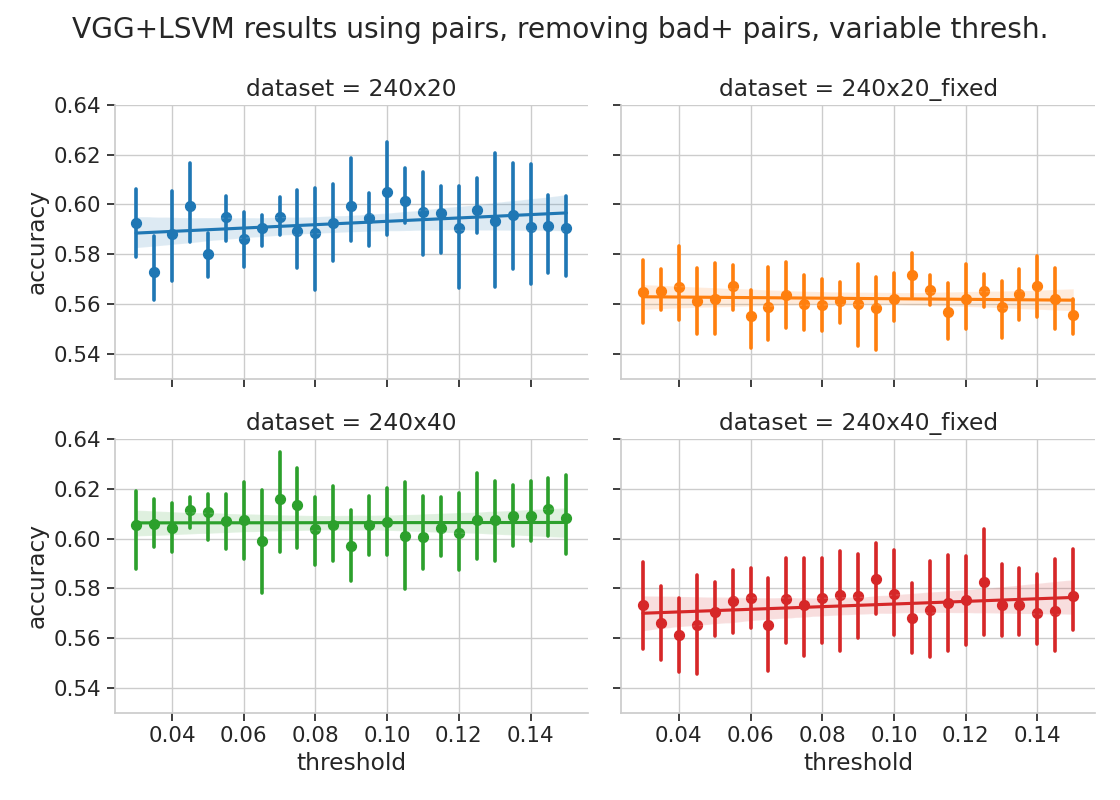 VGG+LSVM results using pairs, removing bad+ pairs, variable thresh.
dataset = 240x20
dataset = 240x20_fixed
0.64
0.62
0.60
0.58
0.56
0.54
accuracy
dataset = 240x40
dataset = 240x40_fixed
0.64
0.62
0.60
0.58
0.56
0.54
accuracy
0.04 0.06 0.08 0.10 0.12 0.14
0.04 0.06 0.08 0.10 0.12 0.14
threshold
threshold